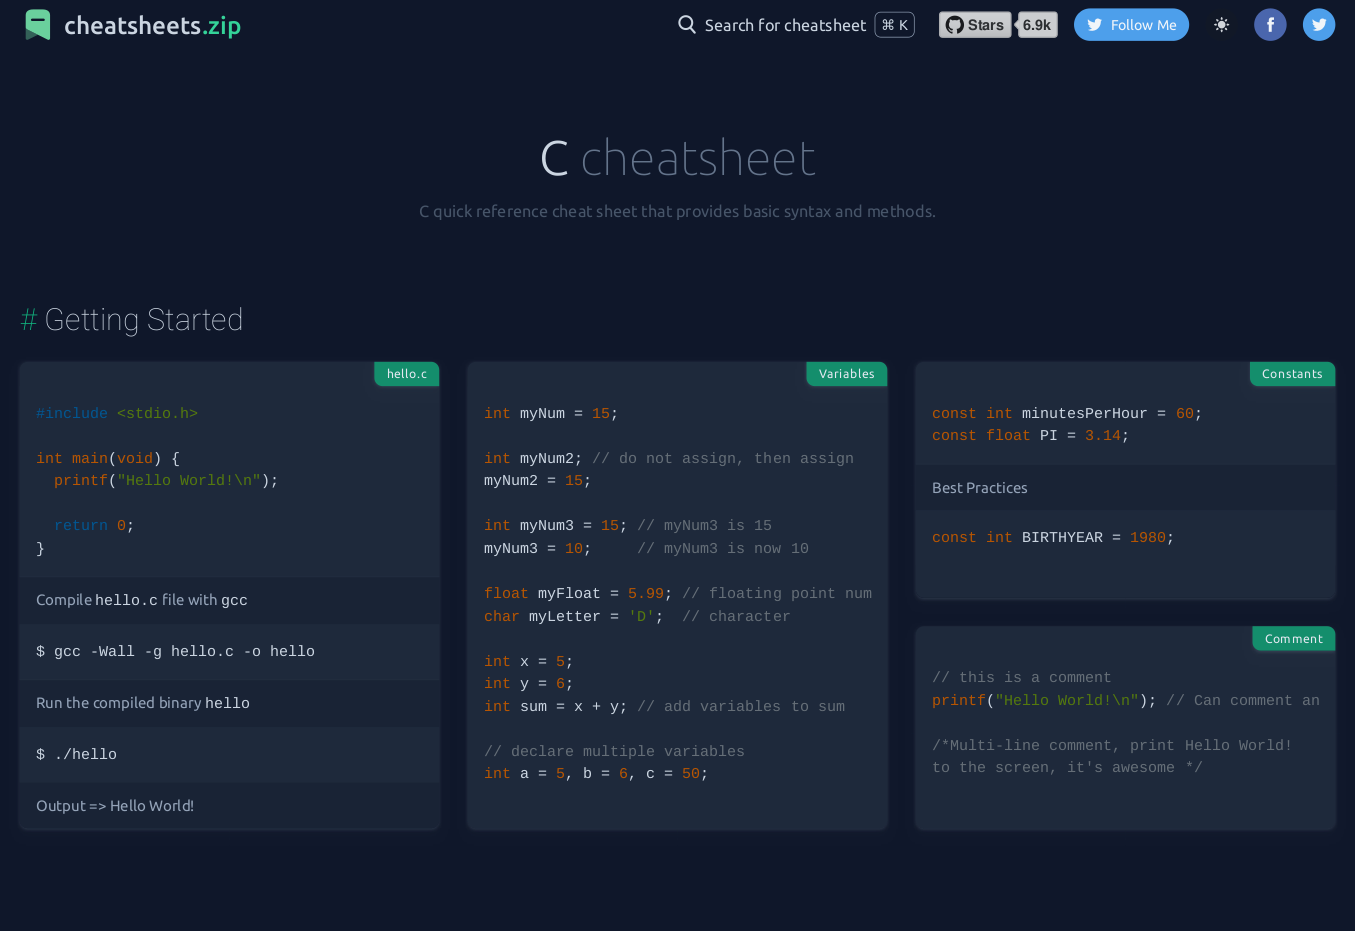 cheatsheets.zip
Search for cheatsheet ⌘ K
Stars 6.9k
Follow Me
C cheatsheet
C quick reference cheat sheet that provides basic syntax and methods.
# Getting Started
hello.c
#include <stdio.h>
int main(void) {
  printf("Hello World!\n");
  return 0;
}
Compile hello.c file with gcc
$ gcc -Wall -g hello.c -o hello
Run the compiled binary hello
$ ./hello
Output => Hello World!
Variables
int myNum = 15;
int myNum2; // do not assign, then assign
myNum2 = 15;
int myNum3 = 15; // myNum3 is 15
myNum3 = 10;     // myNum3 is now 10
float myFloat = 5.99; // floating point num
char myLetter = 'D';  // character
int x = 5;
int y = 6;
int sum = x + y; // add variables to sum
// declare multiple variables
int a = 5, b = 6, c = 50;
Constants
const int minutesPerHour = 60;
const float PI = 3.14;
Best Practices
const int BIRTHYEAR = 1980;
Comment
// this is a comment
printf("Hello World!\n"); // Can comment an
/*Multi-line comment, print Hello World!
to the screen, it's awesome */